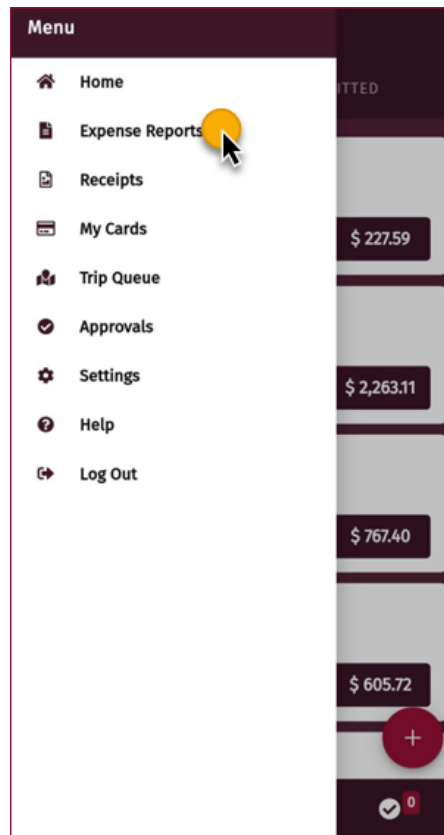 Menu
ITTED
Home
Expense Reports
Receipts
$ 227.59
My Cards
Trip Queue
Approvals
Settings
$ 2,263.11
Help
Log Out
$ 767.40
$ 605.72
+
0